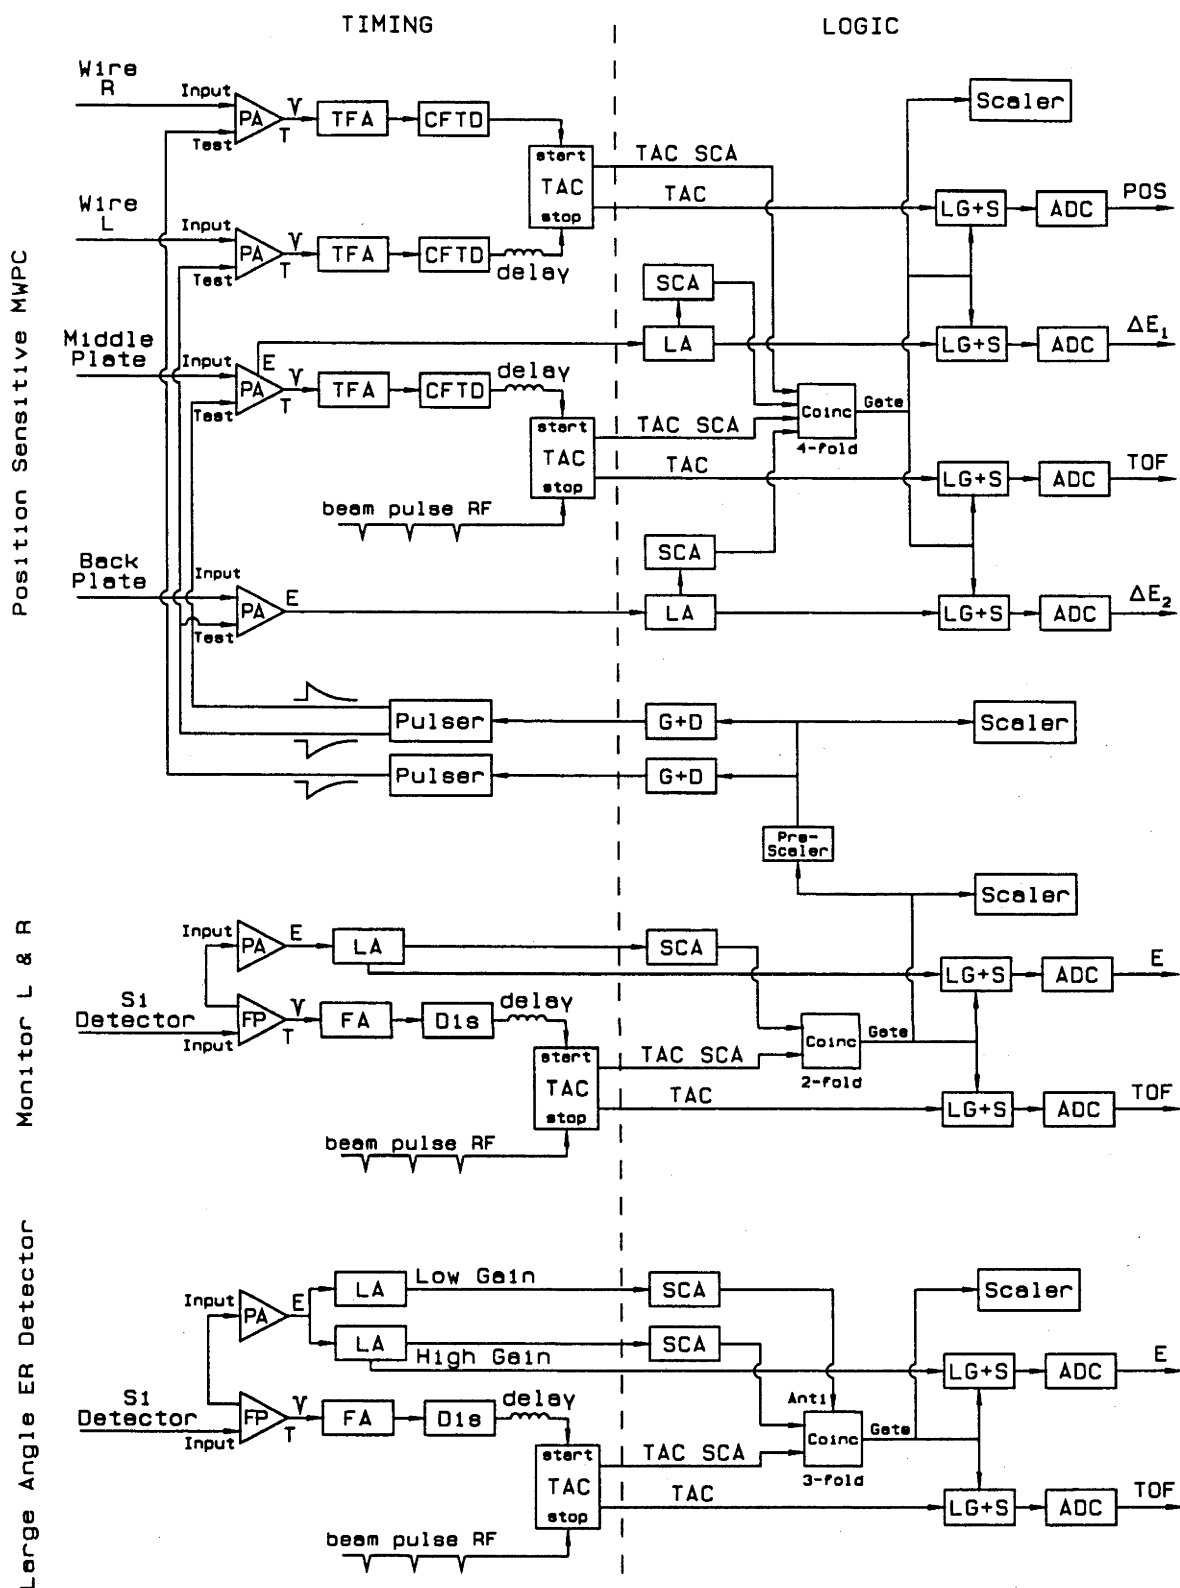 TIMING
LOGIC
Position Sensitive MWPC
Wire
R
Input
Test
PA
T
TFA
CFTD
start
TAC
stop
TAC SCA
TAC
Scaler
LG+S
ADC
POS
Wire
L
Input
Test
PA
T
TFA
CFTD
delay
SCA
LA
LG+S
ADC
ΔE₁
Middle
Plate
Input
Test
PA
E
T
TFA
CFTD
delay
start
TAC
stop
TAC SCA
TAC
Coinc
4-fold
Gate
LG+S
ADC
TOF
beam pulse RF
Back
Plate
Input
Test
PA
E
SCA
LA
LG+S
ADC
ΔE₂
Pulser
G+D
Scaler
Pulser
G+D
Pre-
Scaler
Scaler
Monitor L & R
Input
PA
E
LA
SCA
LG+S
ADC
E
Si
Detector
Input
FP
T
FA
Dis
delay
start
TAC
stop
TAC SCA
TAC
Coinc
2-fold
Gate
LG+S
ADC
TOF
beam pulse RF
Large Angle ER Detector
Input
PA
E
LA
Low Gain
SCA
Scaler
LA
High Gain
SCA
LG+S
ADC
E
Si
Detector
Input
FP
T
FA
Dis
delay
start
TAC
stop
TAC SCA
TAC
Anti
Coinc
3-fold
Gate
LG+S
ADC
TOF
beam pulse RF